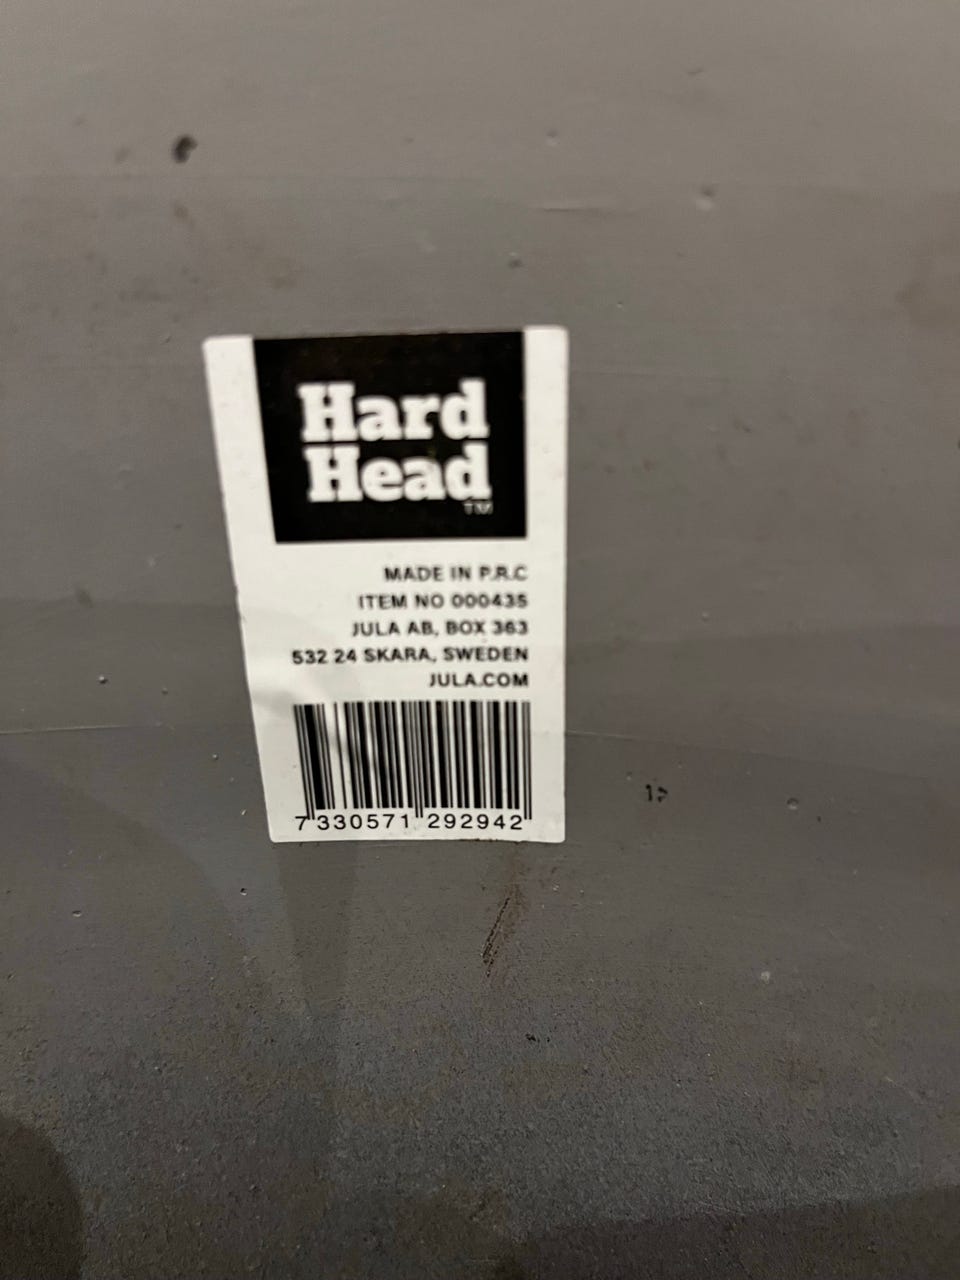 Hard
Head
TM
MADE IN P.R.C
ITEM NO 000435
JULA AB, BOX 363
532 24 SKARA, SWEDEN
JULA.COM
7 330571 292942